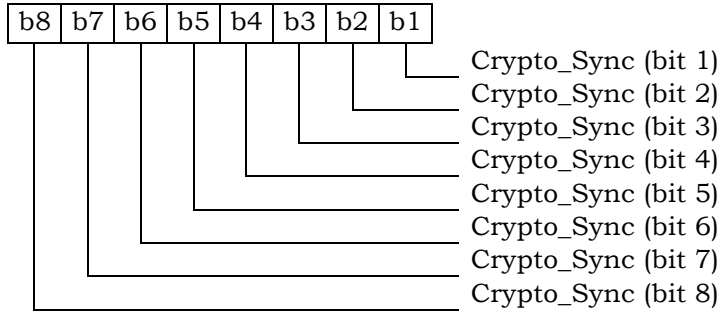 b8 b7 b6 b5 b4 b3 b2 b1
Crypto_Sync (bit 1)
Crypto_Sync (bit 2)
Crypto_Sync (bit 3)
Crypto_Sync (bit 4)
Crypto_Sync (bit 5)
Crypto_Sync (bit 6)
Crypto_Sync (bit 7)
Crypto_Sync (bit 8)